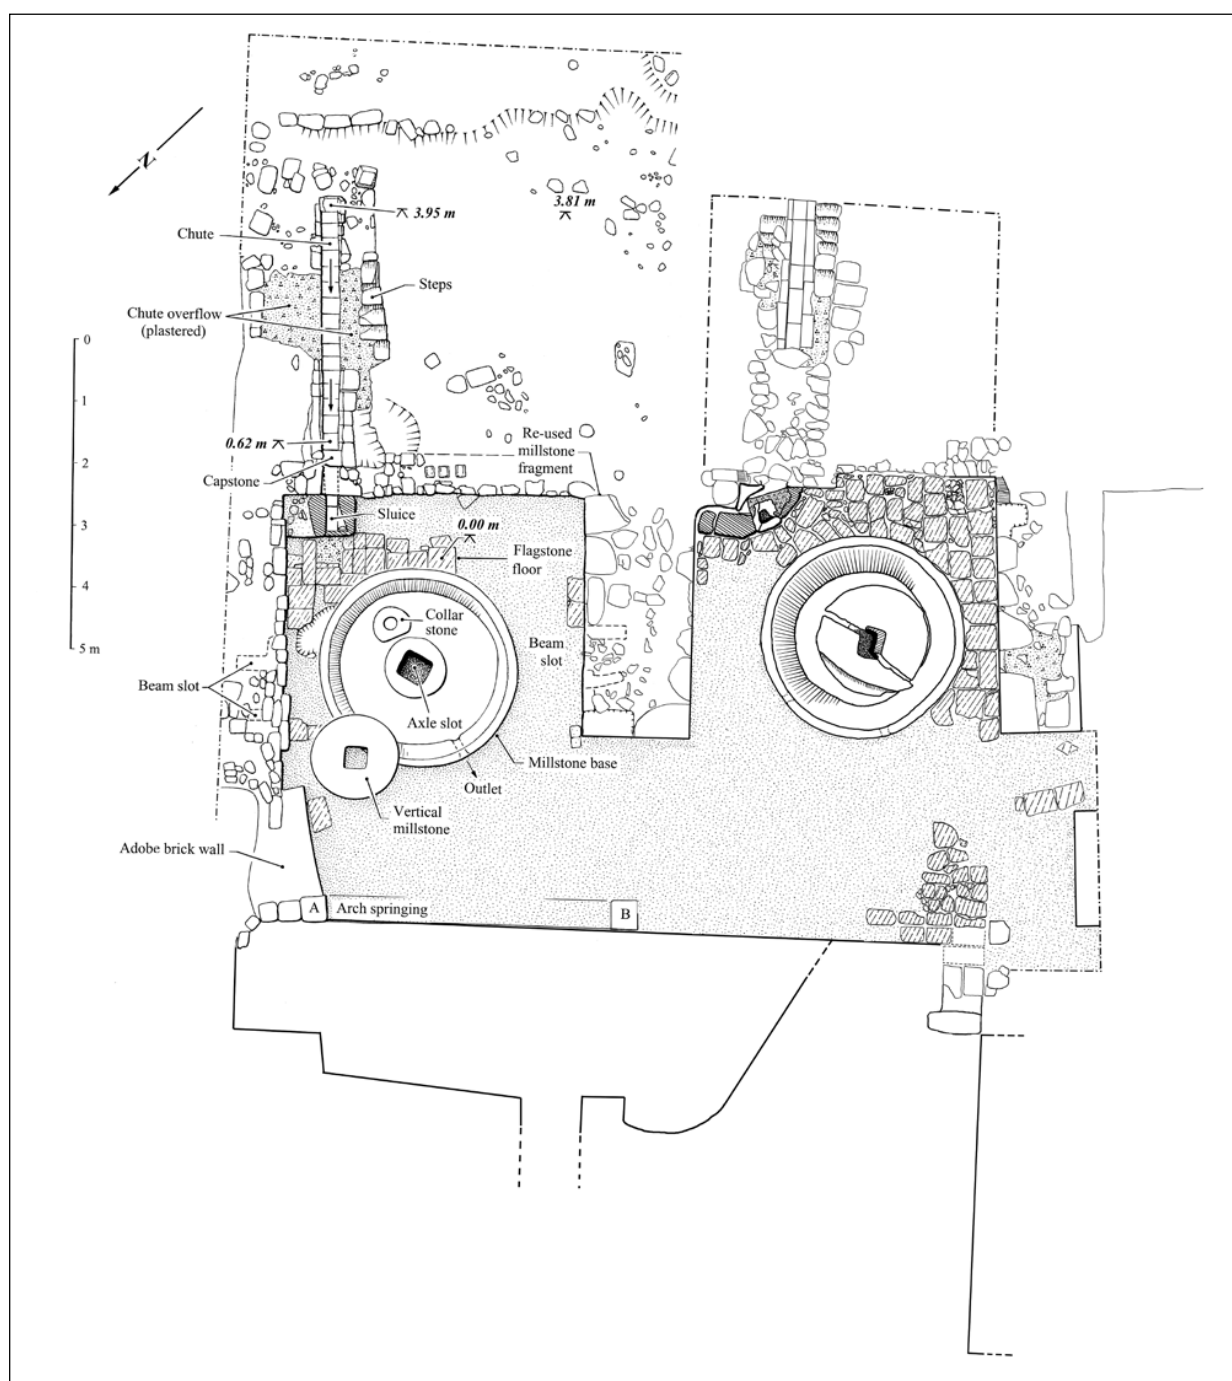 N
3.95 m
3.81 m
Chute
Steps
Chute overflow
(plastered)
0
1
2
3
4
5 m
0.62 m
Re-used
millstone
fragment
Capstone
Sluice
0.00 m
Flagstone
floor
Collar
stone
Beam
slot
Beam slot
Axle slot
Millstone base
Outlet
Vertical
millstone
Adobe brick wall
A
Arch springing
B